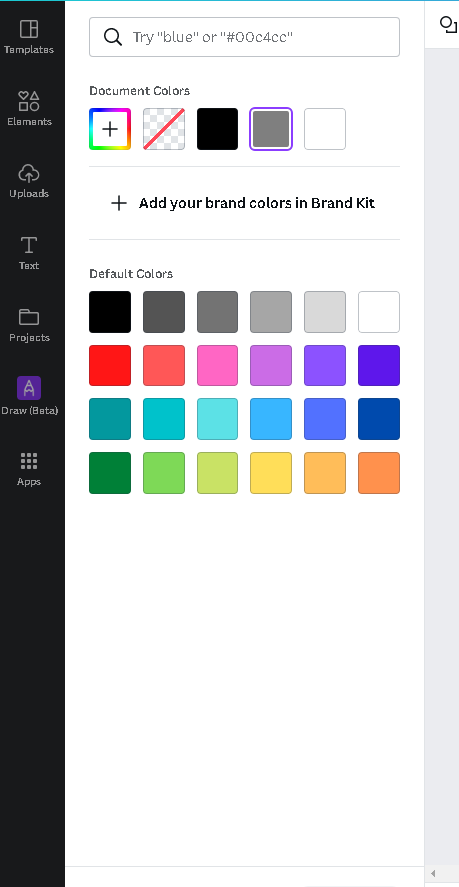 Try "blue" or "#00c4cc"
Templates
Elements
Uploads
Text
Projects
Draw (Beta)
Apps
Document Colors
Add your brand colors in Brand Kit
Default Colors